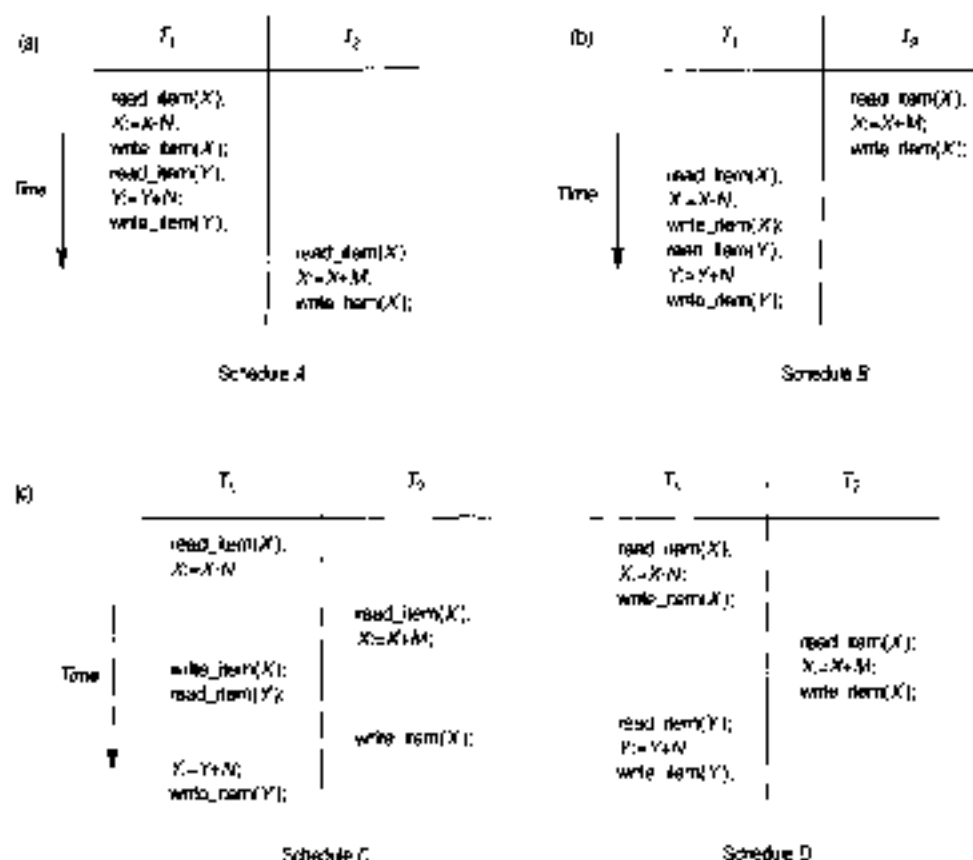 (a) T1 T2
read_item(X);
X:=X-N;
write_item(X);
read_item(Y);
Y:=Y+N;
write_item(Y);
read_item(X);
X:=X+M;
write_item(X);
Time
Schedule A
(b) T1 T2
read_item(X);
X:=X+M;
write_item(X);
read_item(X);
X:=X-N;
write_item(X);
read_item(Y);
Y:=Y+N;
write_item(Y);
Time
Schedule B
(c) T1 T2
read_item(X);
X:=X-N;
read_item(X);
X:=X+M;
Time
write_item(X);
read_item(Y);
write_item(X);
Y:=Y+N;
write_item(Y);
Schedule C
T1 T2
read_item(X);
X:=X-N;
write_item(X);
read_item(X);
X:=X+M;
write_item(X);
read_item(Y);
Y:=Y+N;
write_item(Y);
Schedule D